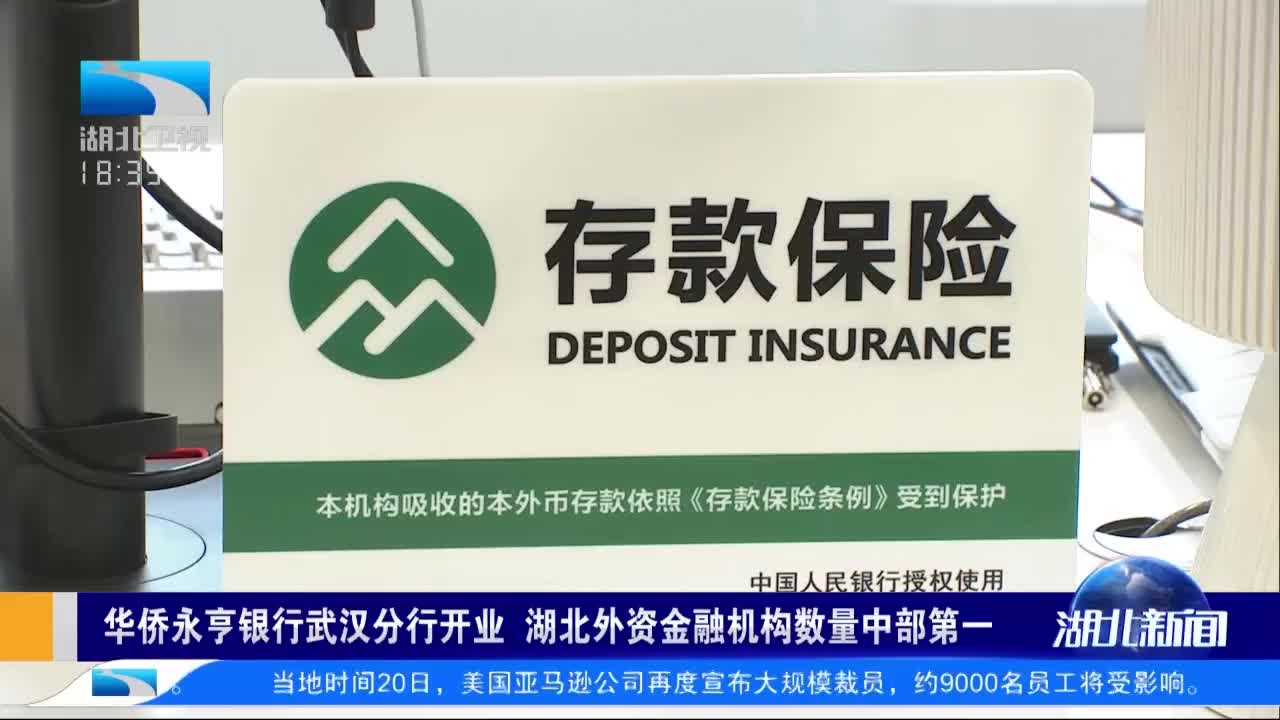 湖北卫视
18:35
存款保险
DEPOSIT INSURANCE
本机构吸收的本外币存款依照《存款保险条例》受到保护
中国人民银行授权使用
华侨永亨银行武汉分行开业 湖北外资金融机构数量中部第一
湖北新闻
。 当地时间20日，美国亚马逊公司再度宣布大规模裁员，约9000名员工将受影响。